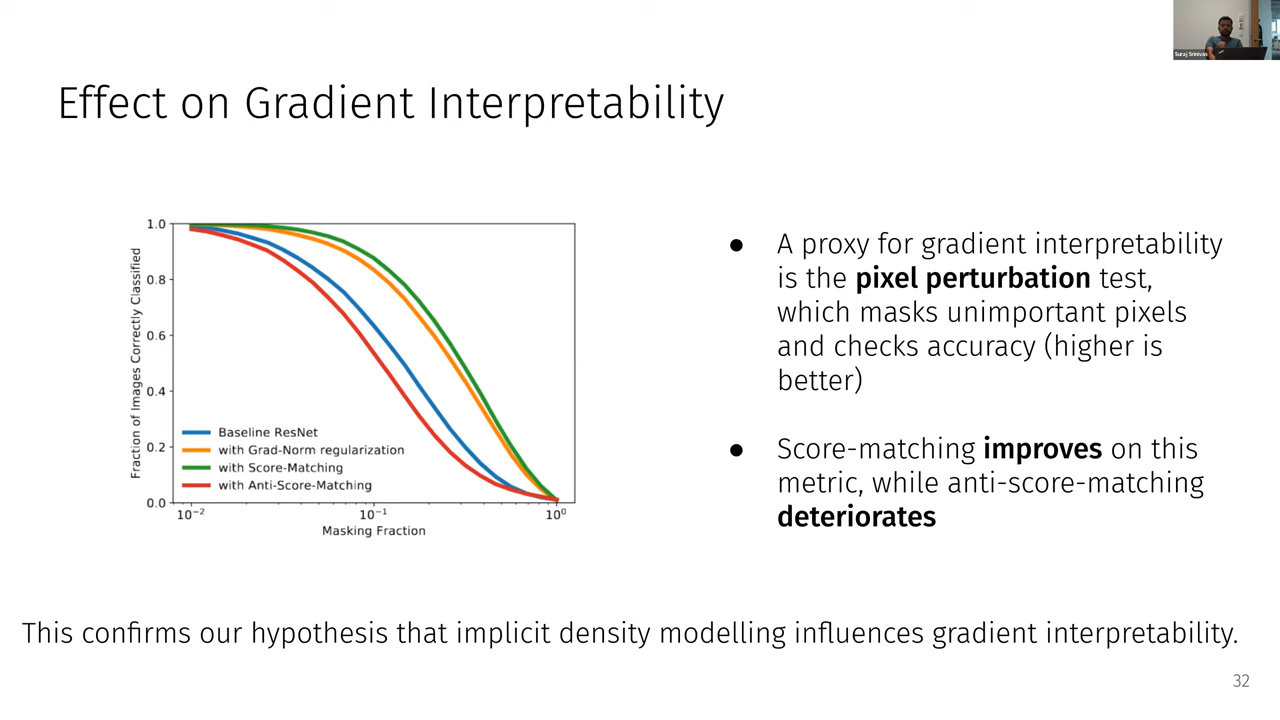 Suraj Srinivas
Effect on Gradient Interpretability
1.0
0.8
0.6
0.4
0.2
0.0
Fraction of Images Correctly Classified
Baseline ResNet
with Grad-Norm regularization
with Score-Matching
with Anti-Score-Matching
10⁻² 10⁻¹ 10⁰
Masking Fraction
● A proxy for gradient interpretability
is the pixel perturbation test,
which masks unimportant pixels
and checks accuracy (higher is
better)
● Score-matching improves on this
metric, while anti-score-matching
deteriorates
This confirms our hypothesis that implicit density modelling influences gradient interpretability.
32